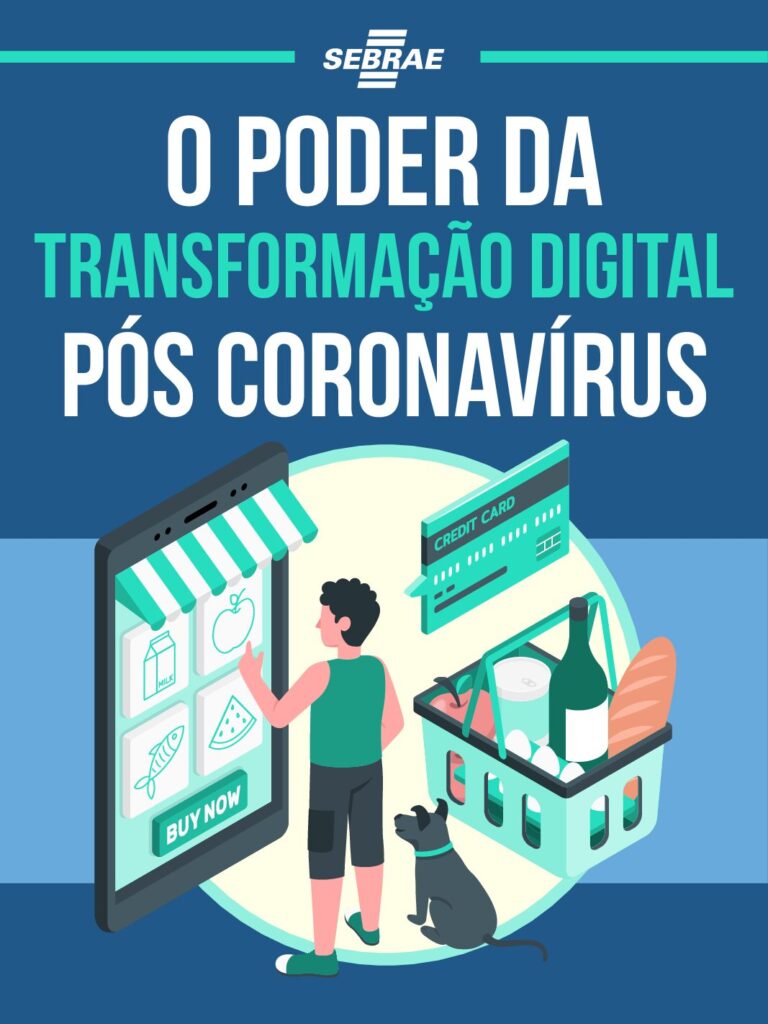 SEBRAE
O PODER DA
TRANSFORMAÇÃO DIGITAL
PÓS CORONAVÍRUS
CREDIT CARD
MILK
BUY NOW